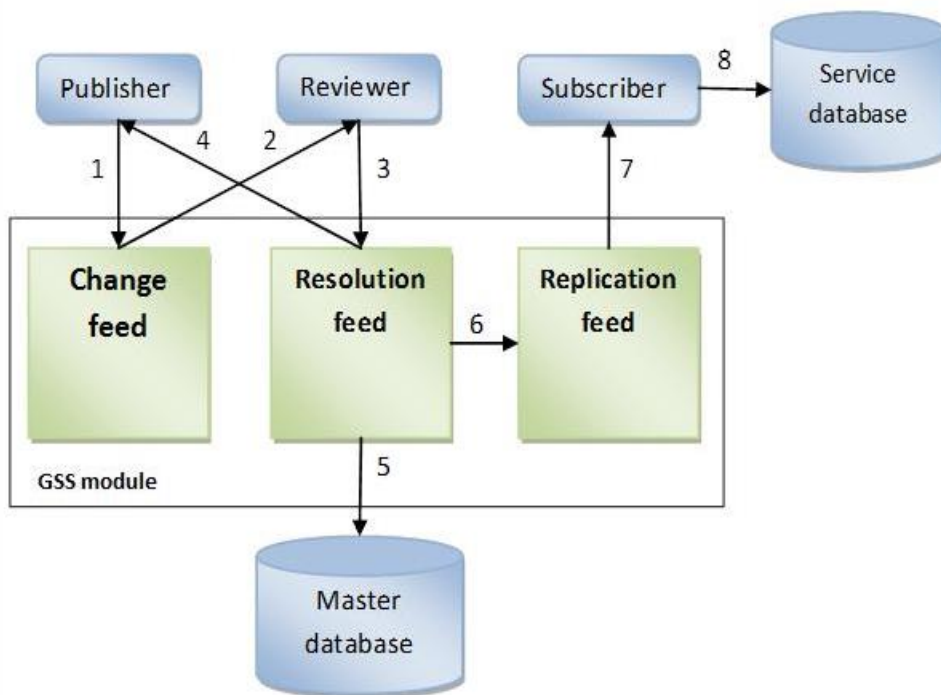 Publisher
Reviewer
Subscriber
8
Service
database
1
4
2
3
7
Change
feed
Resolution
feed
Replication
feed
6
GSS module
5
Master
database